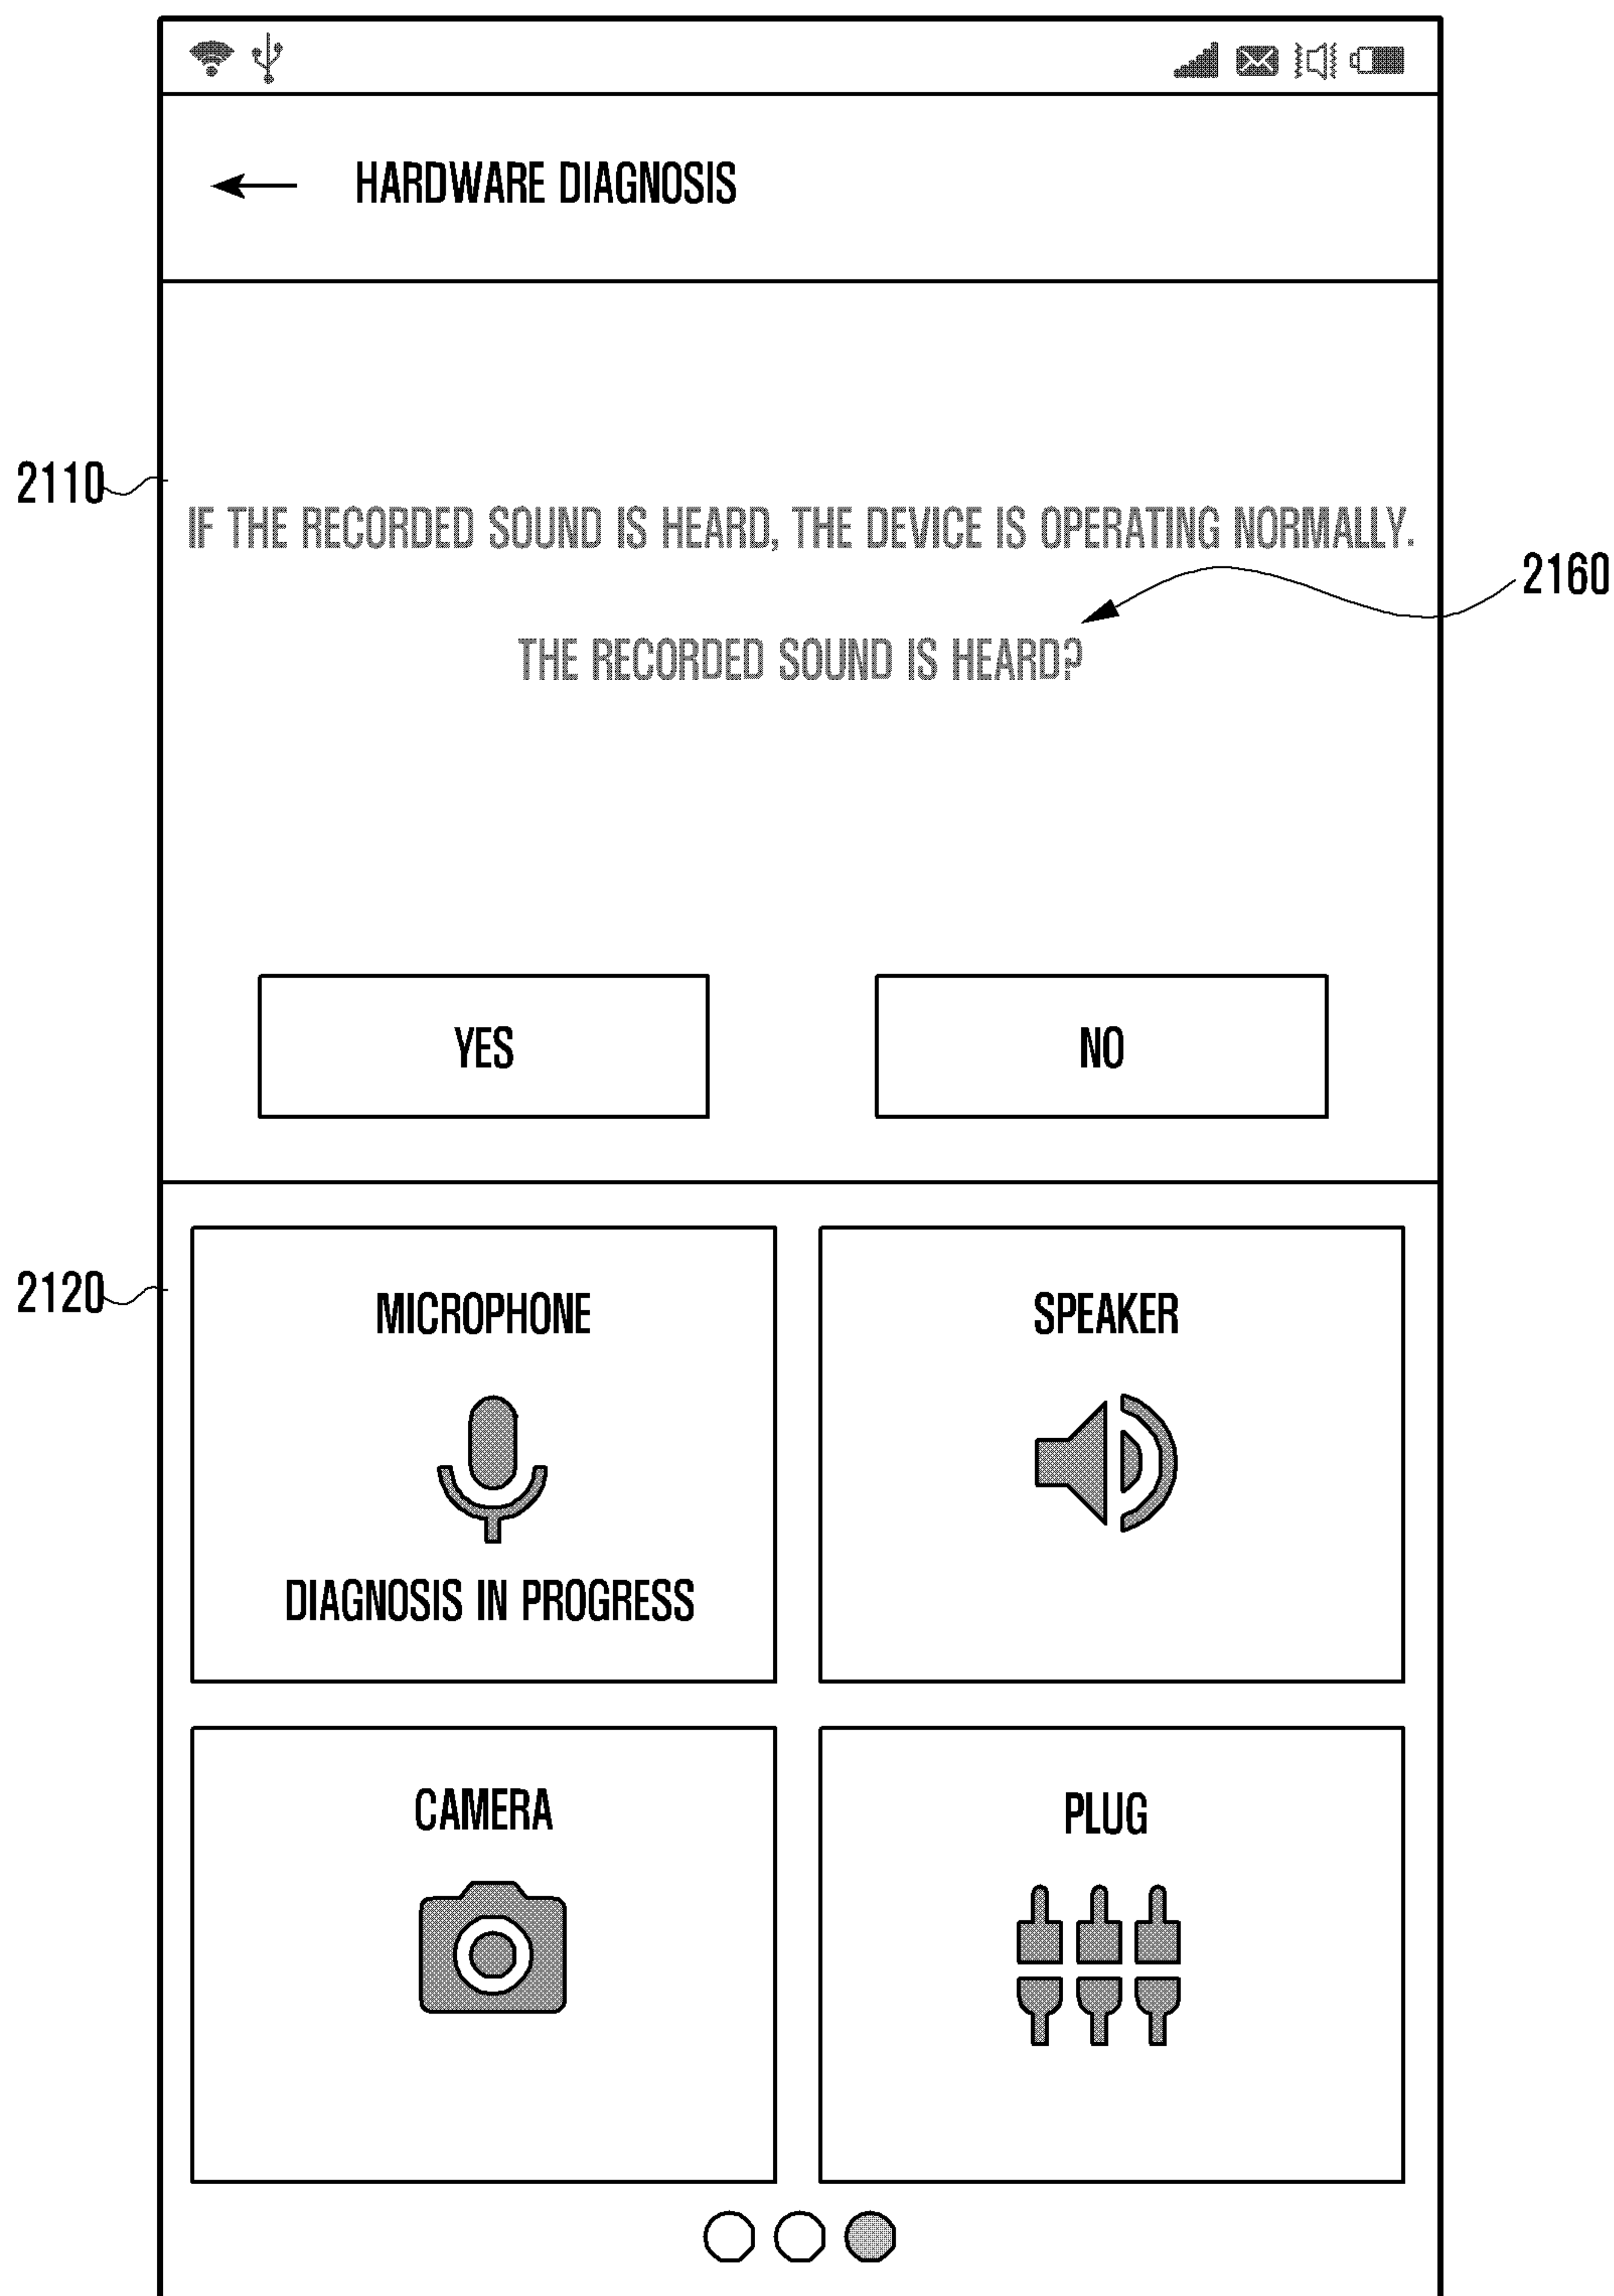 HARDWARE DIAGNOSIS
2110
IF THE RECORDED SOUND IS HEARD, THE DEVICE IS OPERATING NORMALLY.
2160
THE RECORDED SOUND IS HEARD?
YES
NO
2120
MICROPHONE
SPEAKER
DIAGNOSIS IN PROGRESS
CAMERA
PLUG